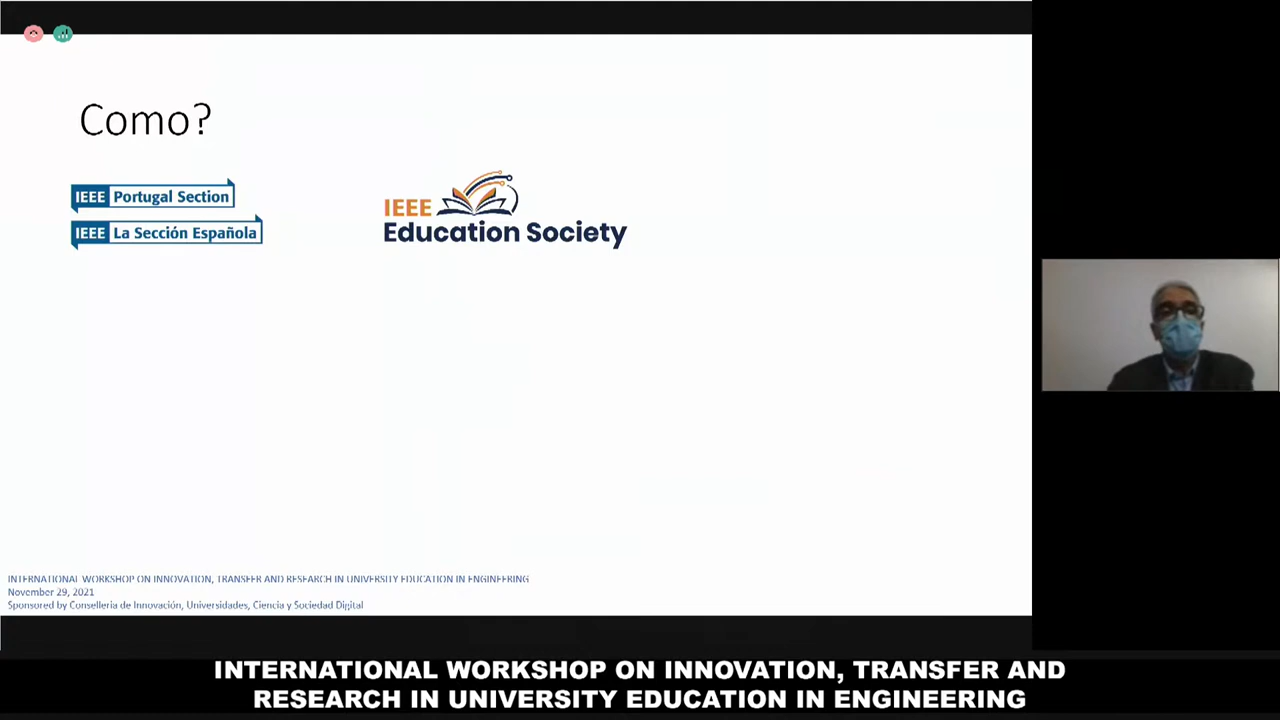 Como?
IEEE Portugal Section
IEEE La Sección Española
IEEE
Education Society
INTERNATIONAL WORKSHOP ON INNOVATION, TRANSFER AND RESEARCH IN UNIVERSITY EDUCATION IN ENGINEERING
November 29, 2021
Sponsored by Conselleria de Innovación, Universidades, Ciencia y Sociedad Digital
INTERNATIONAL WORKSHOP ON INNOVATION, TRANSFER AND
RESEARCH IN UNIVERSITY EDUCATION IN ENGINEERING